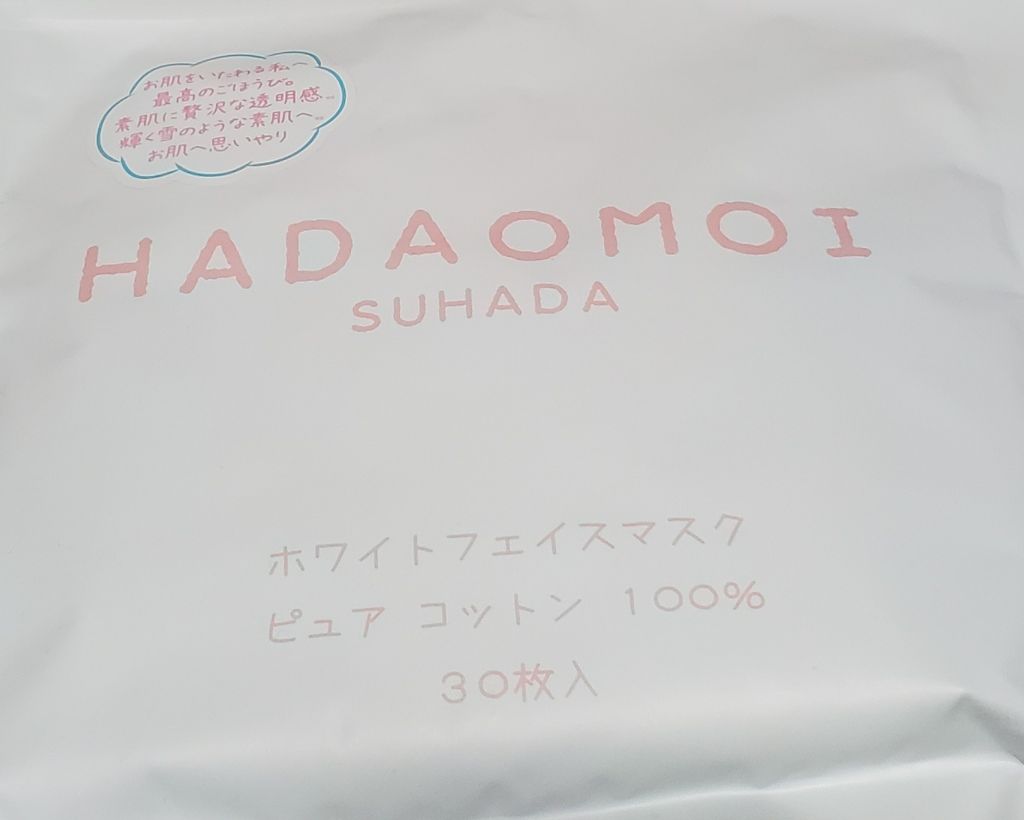 お肌をいたわる私へ
最高のごほうび。
素肌に贅沢な透明感…
輝く雪のような素肌へ…
お肌へ思いやり
HADAOMOI
SUHADA
ホワイトフェイスマスク
ピュア コットン 100%
30枚入